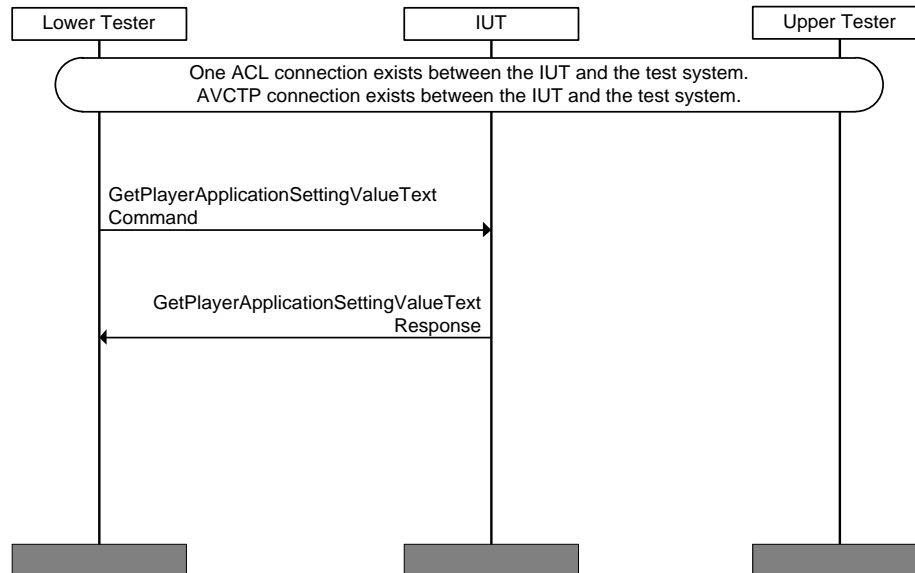 Lower Tester
IUT
Upper Tester
One ACL connection exists between the IUT and the test system.
AVCTP connection exists between the IUT and the test system.
GetPlayerApplicationSettingValueText
Command
GetPlayerApplicationSettingValueText
Response